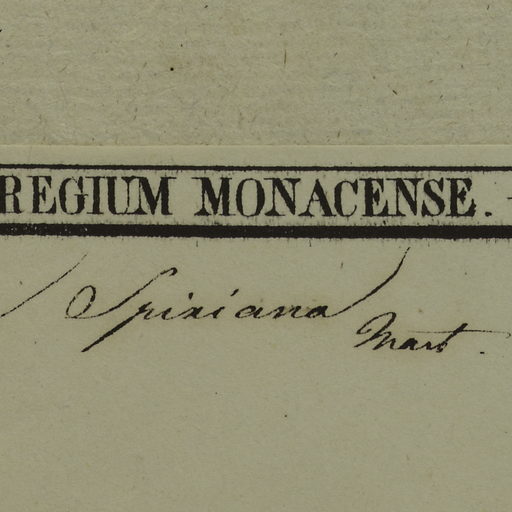 REGIUM MONACENSE.
) Spixiana )
Mart.